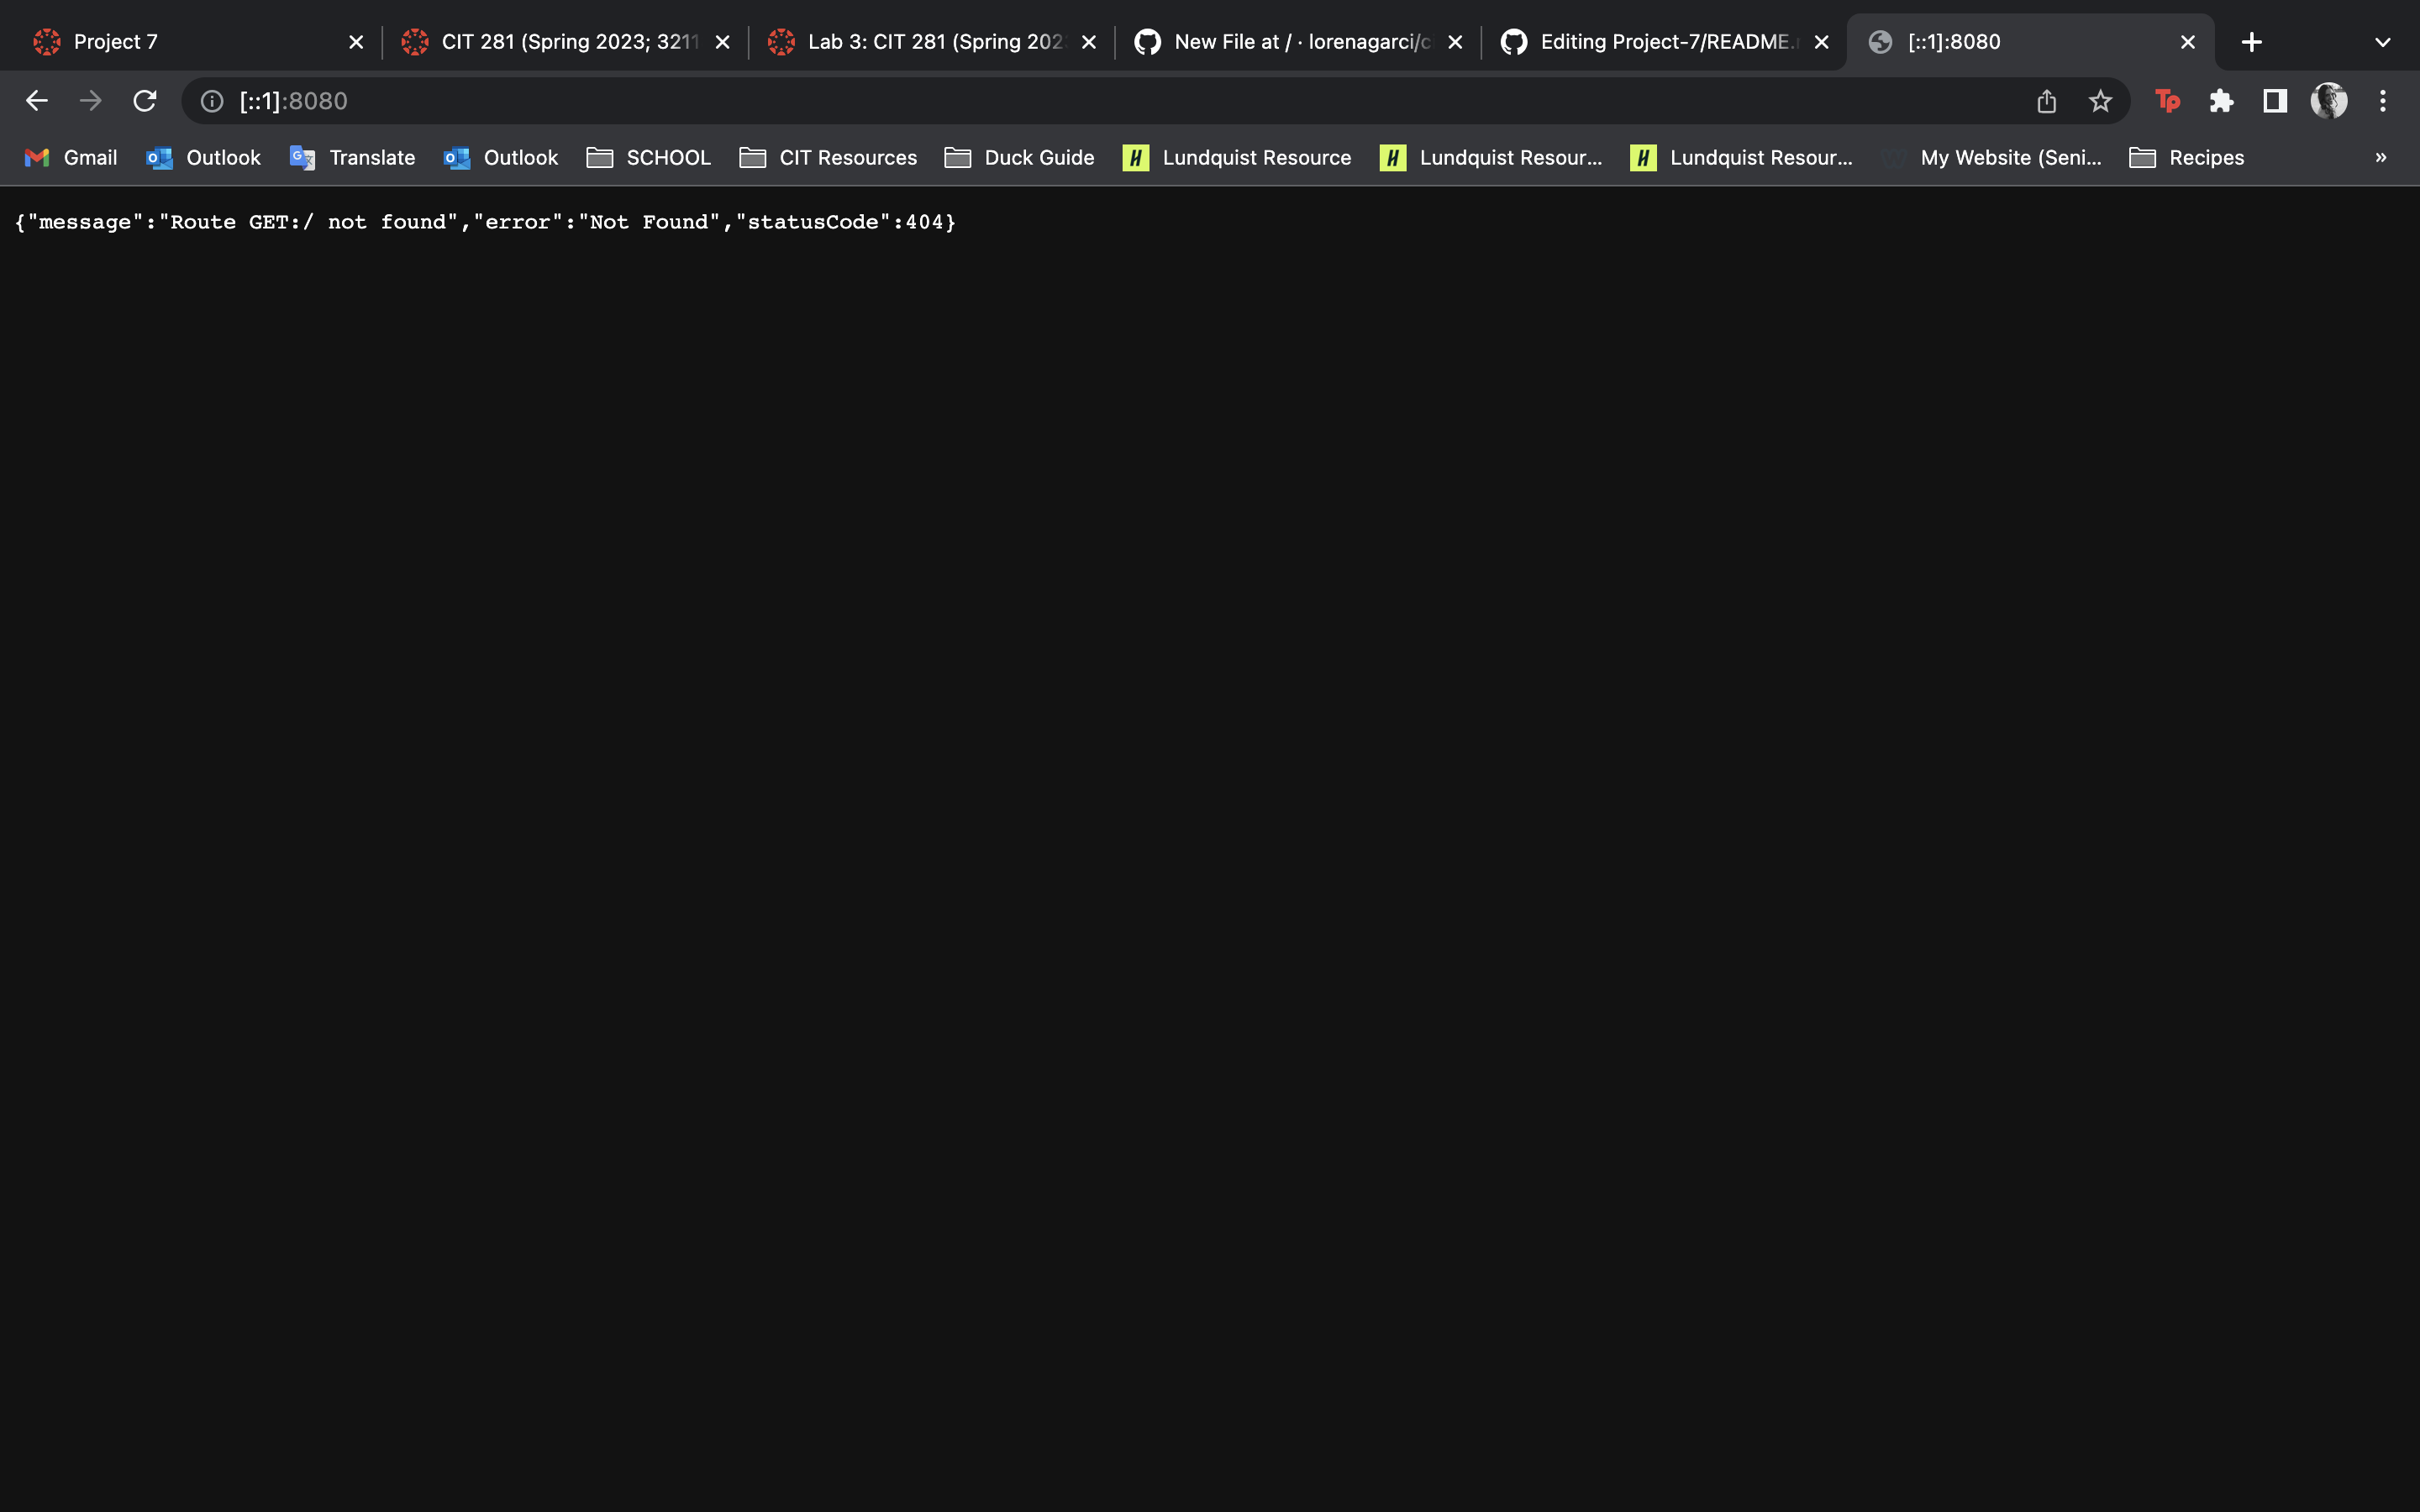 Project 7
CIT 281 (Spring 2023; 3211
Lab 3: CIT 281 (Spring 202
New File at / · lorenagarci/c
Editing Project-7/README.
[::1]:8080
[::1]:8080
Tp
Gmail
Outlook
Translate
Outlook
SCHOOL
CIT Resources
Duck Guide
Lundquist Resource
Lundquist Resour...
Lundquist Resour...
My Website (Seni...
Recipes
»
{"message":"Route GET:/ not found","error":"Not Found","statusCode":404}